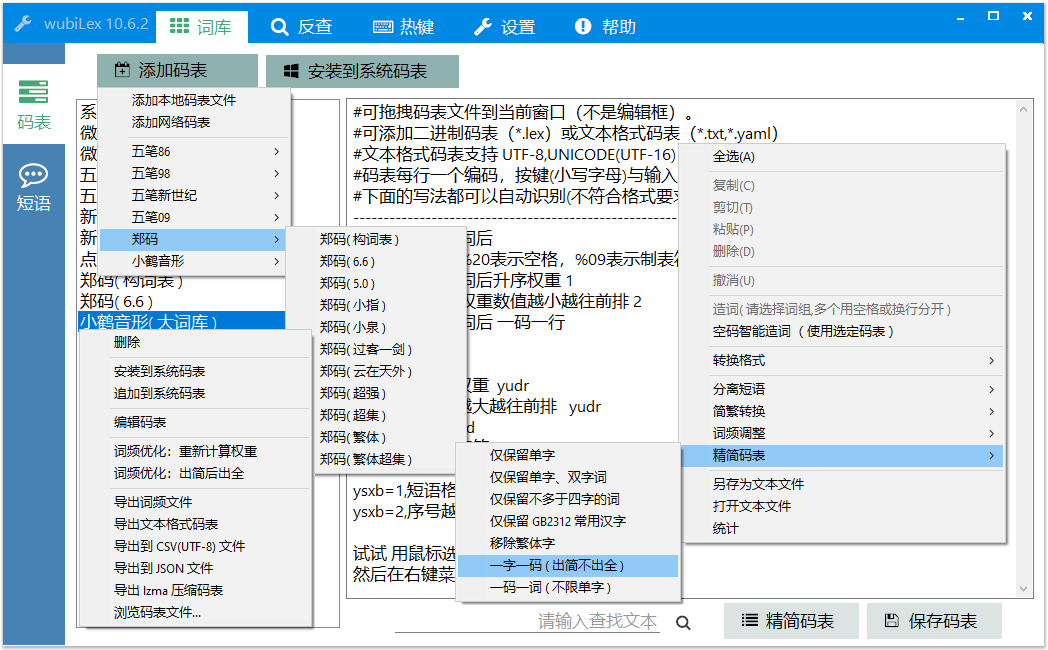 wubiLex 10.6.2
词库
反查
热键
设置
帮助
码表
短语
添加码表
安装到系统码表
添加本地码表文件
添加网络码表
五笔86
五笔98
五笔新世纪
五笔09
郑码
小鹤音形
系
微
微
五
五
新
新
点
郑码( 构词表 )
郑码( 6.6 )
小鹤音形( 大词库 )
删除
安装到系统码表
追加到系统码表
编辑码表
词频优化：重新计算权重
词频优化：出简后出全
导出词频文件
导出文本格式码表
导出到 CSV(UTF-8) 文件
导出到 JSON 文件
导出 lzma 压缩码表
浏览码表文件...
郑码( 构词表 )
郑码( 6.6 )
郑码( 5.0 )
郑码( 小指 )
郑码( 小泉 )
郑码( 过客一剑 )
郑码( 云在天外 )
郑码( 超强 )
郑码( 超集 )
郑码( 繁体 )
郑码( 繁体超集 )
#可拖拽码表文件到当前窗口（不是编辑框）。
#可添加二进制码表（*.lex）或文本格式码表（*.txt,*.yaml）
#文本格式码表支持 UTF-8,UNICODE(UTF-16)
#码表每行一个编码，按键(小写字母)与输入
#下面的写法都可以自动识别(不符合格式要求
词后
%20表示空格，%09表示制表符
词后升序权重 1
权重数值越小越往前排 2
词后 一码一行
权重 yudr
越大越往前排 yudr
ysxb=1,短语格
ysxb=2,序号越
试试 用鼠标选
然后在右键菜
全选(A)
复制(C)
剪切(T)
粘贴(P)
删除(D)
撤消(U)
造词( 请选择词组,多个用空格或换行分开 )
空码智能造词 （ 使用选定码表 ）
转换格式
分离短语
简繁转换
词频调整
精简码表
另存为文本文件
打开文本文件
统计
仅保留单字
仅保留单字、双字词
仅保留不多于四字的词
仅保留 GB2312 常用汉字
移除繁体字
一字一码 ( 出简不出全 )
一码一词 ( 不限单字 )
请输入查找文本
精简码表
保存码表